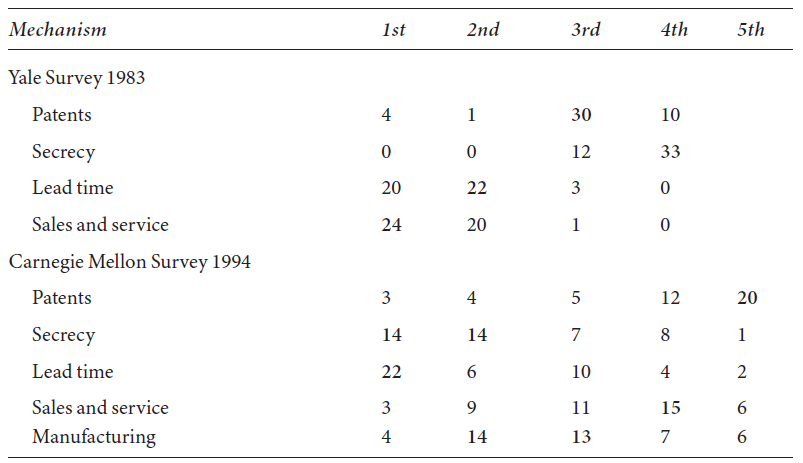 Mechanism 1st 2nd 3rd 4th 5th
Yale Survey 1983
Patents 4 1 30 10
Secrecy 0 0 12 33
Lead time 20 22 3 0
Sales and service 24 20 1 0
Carnegie Mellon Survey 1994
Patents 3 4 5 12 20
Secrecy 14 14 7 8 1
Lead time 22 6 10 4 2
Sales and service 3 9 11 15 6
Manufacturing 4 14 13 7 6